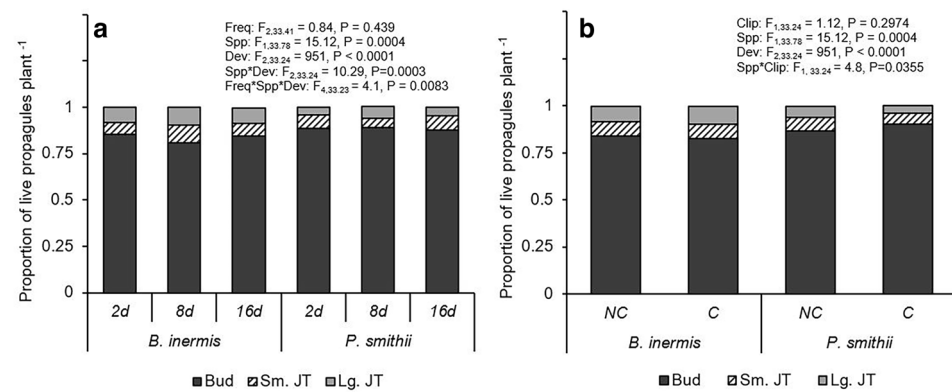 a
Freq: F2,33.41 = 0.84, P = 0.439
Spp: F1,33.78 = 15.12, P = 0.0004
Dev: F2,33.24 = 951, P < 0.0001
Spp*Dev: F2,33.24 = 10.29, P=0.0003
Freq*Spp*Dev: F4,33.23 = 4.1, P = 0.0083
Proportion of live propagules plant -1
1
0.75
0.5
0.25
0
2d 8d 16d 2d 8d 16d
B. inermis P. smithii
Bud Sm. JT Lg. JT
b
Clip: F1,33.24 = 1.12, P = 0.2974
Spp: F1,33.78 = 15.12, P = 0.0004
Dev: F2,33.24 = 951, P < 0.0001
Spp*Clip: F1, 33.24 = 4.8, P=0.0355
Proportion of live propagules plant -1
1
0.75
0.5
0.25
0
NC C NC C
B. inermis P. smithii
Bud Sm. JT Lg. JT